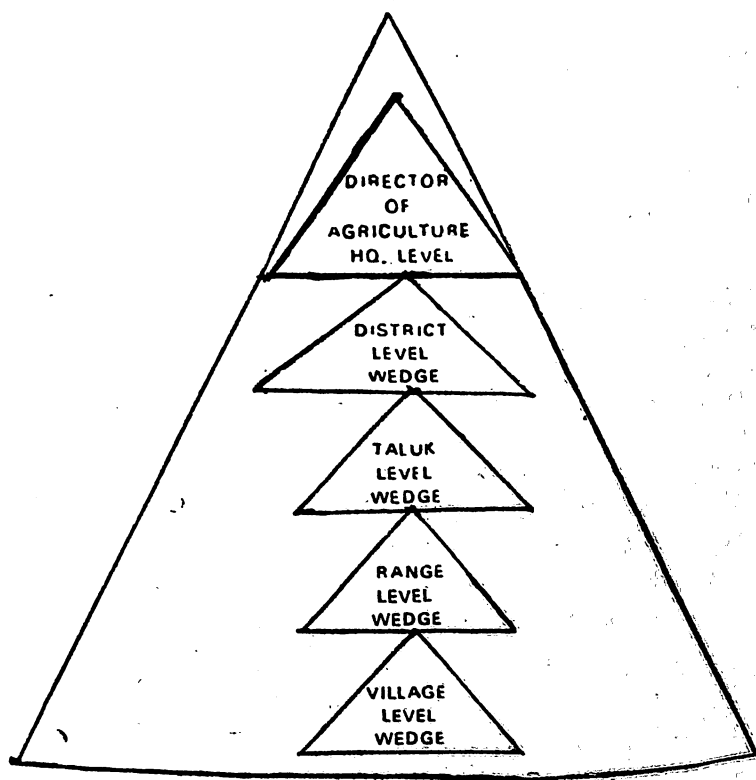 DIRECTOR
OF
AGRICULTURE
HQ. LEVEL
DISTRICT
LEVEL
WEDGE
TALUK
LEVEL
WEDGE
RANGE
LEVEL
WEDGE
VILLAGE
LEVEL
WEDGE